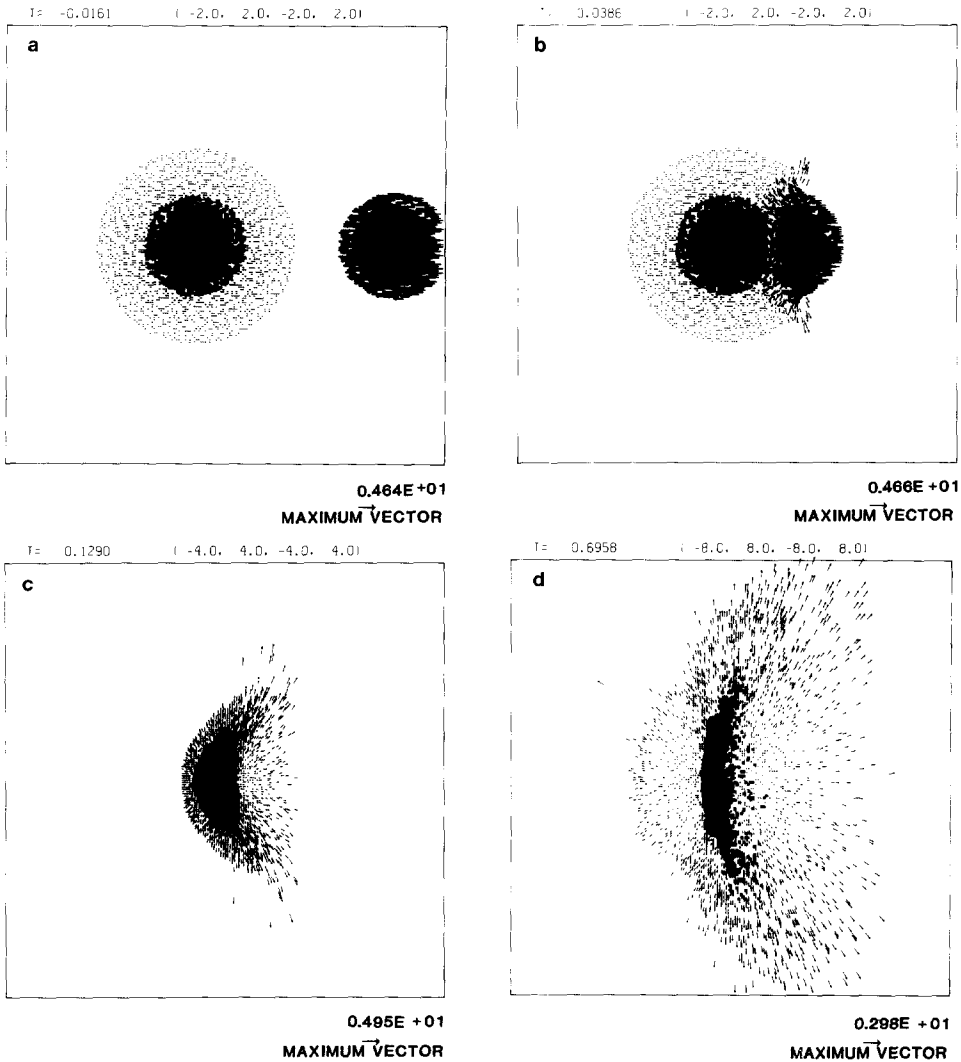 T= -0.0161 ( -2.0, 2.0, -2.0, 2.0)
a
0.464E +01
MAXIMUM VECTOR
T= 0.0386 ( -2.0, 2.0, -2.0, 2.0)
b
0.466E +01
MAXIMUM VECTOR
T= 0.1290 ( -4.0, 4.0, -4.0, 4.0)
c
0.495E +01
MAXIMUM VECTOR
T= 0.6958 ( -8.0, 8.0, -8.0, 8.0)
d
0.298E +01
MAXIMUM VECTOR